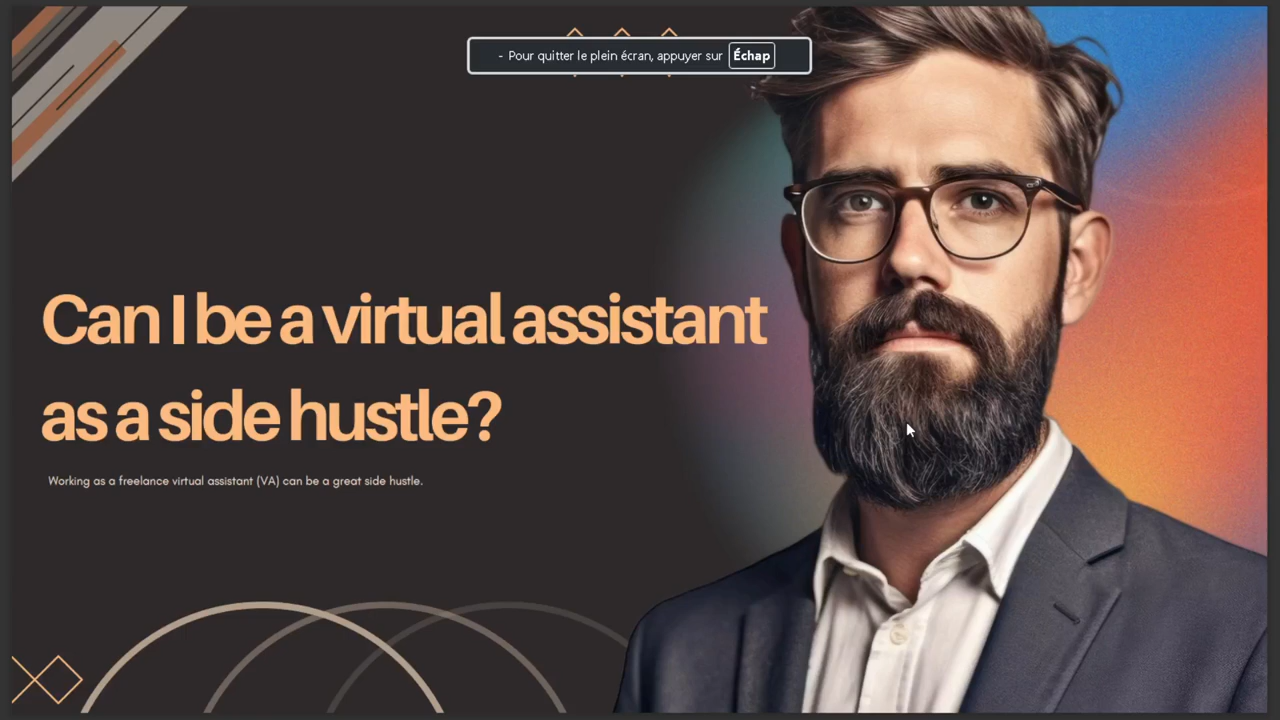 - Pour quitter le plein écran, appuyer sur Échap
Can I be a virtual assistant
as a side hustle?
Working as a freelance virtual assistant (VA) can be a great side hustle.